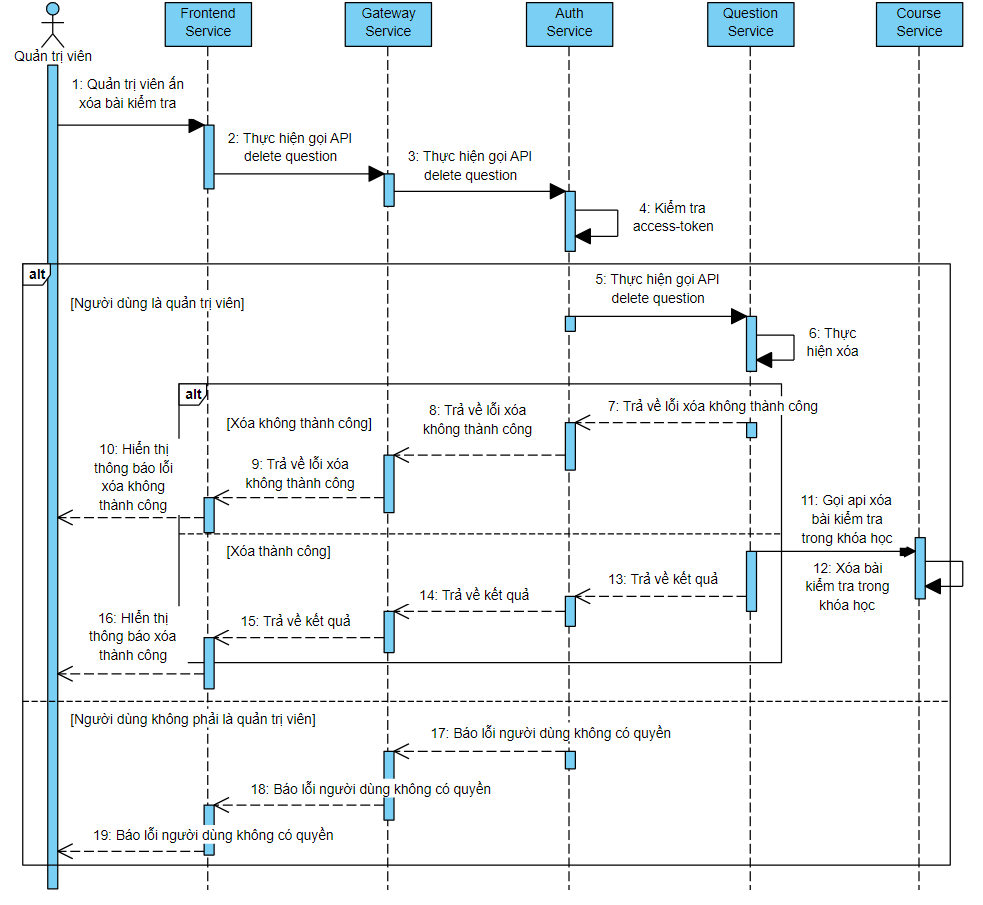 Frontend
Service
Gateway
Service
Auth
Service
Question
Service
Course
Service
Quản trị viên
1: Quản trị viên ấn
xóa bài kiểm tra
2: Thực hiện gọi API
delete question
3: Thực hiện gọi API
delete question
4: Kiểm tra
access-token
alt
[Người dùng là quản trị viên]
5: Thực hiện gọi API
delete question
6: Thực
hiện xóa
alt
[Xóa không thành công]
7: Trả về lỗi xóa không thành công
8: Trả về lỗi xóa
không thành công
9: Trả về lỗi xóa
không thành công
10: Hiển thị
thông báo lỗi
xóa không
thành công
[Xóa thành công]
11: Gọi api xóa
bài kiểm tra
trong khóa học
12: Xóa bài
kiểm tra trong
khóa học
13: Trả về kết quả
14: Trả về kết quả
15: Trả về kết quả
16: HIển thị
thông báo xóa
thành công
[Người dùng không phải là quản trị viên]
17: Báo lỗi người dùng không có quyền
18: Báo lỗi người dùng không có quyền
19: Báo lỗi người dùng không có quyền